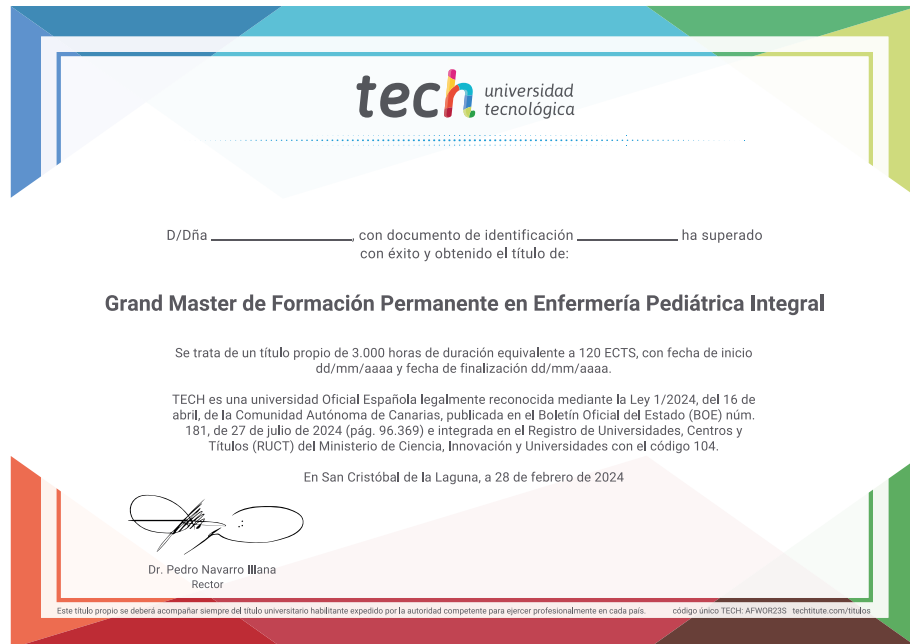 tech universidad
tecnológica
D/Dña ________________, con documento de identificación ____________ ha superado
con éxito y obtenido el título de:
Grand Master de Formación Permanente en Enfermería Pediátrica Integral
Se trata de un título propio de 3.000 horas de duración equivalente a 120 ECTS, con fecha de inicio
dd/mm/aaaa y fecha de finalización dd/mm/aaaa.
TECH es una universidad Oficial Española legalmente reconocida mediante la Ley 1/2024, del 16 de
abril, de la Comunidad Autónoma de Canarias, publicada en el Boletín Oficial del Estado (BOE) núm.
181, de 27 de julio de 2024 (pág. 96.369) e integrada en el Registro de Universidades, Centros y
Títulos (RUCT) del Ministerio de Ciencia, Innovación y Universidades con el código 104.
En San Cristóbal de la Laguna, a 28 de febrero de 2024
Dr. Pedro Navarro Illana
Rector
Este título propio se deberá acompañar siempre del título universitario habilitante expedido por la autoridad competente para ejercer profesionalmente en cada país. código único TECH: AFWOR23S techtitute.com/titulos